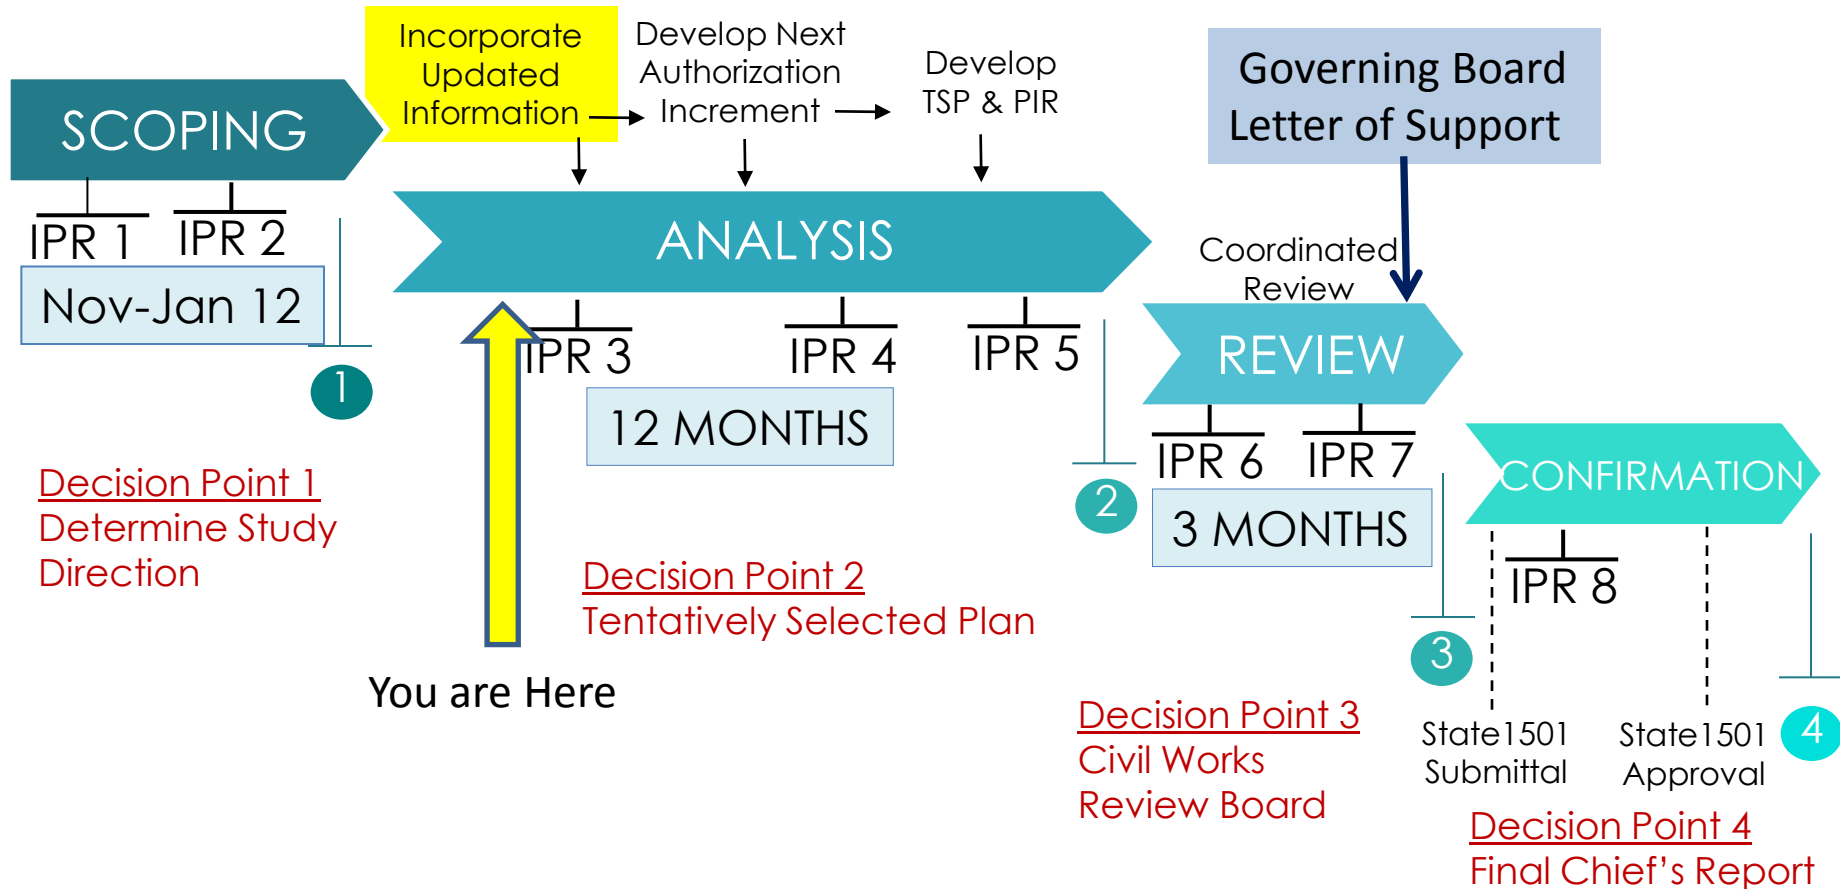 Incorporate
Updated
Information
Develop Next
Authorization
Increment
Develop
TSP & PIR
Governing Board
Letter of Support
SCOPING
IPR 1
IPR 2
Nov-Jan 12
1
ANALYSIS
IPR 3
IPR 4
IPR 5
12 MONTHS
Coordinated
Review
REVIEW
IPR 6
IPR 7
3 MONTHS
2
CONFIRMATION
IPR 8
3
4
Decision Point 1
Determine Study
Direction
Decision Point 2
Tentatively Selected Plan
You are Here
Decision Point 3
Civil Works
Review Board
State1501
Submittal
State1501
Approval
Decision Point 4
Final Chief's Report